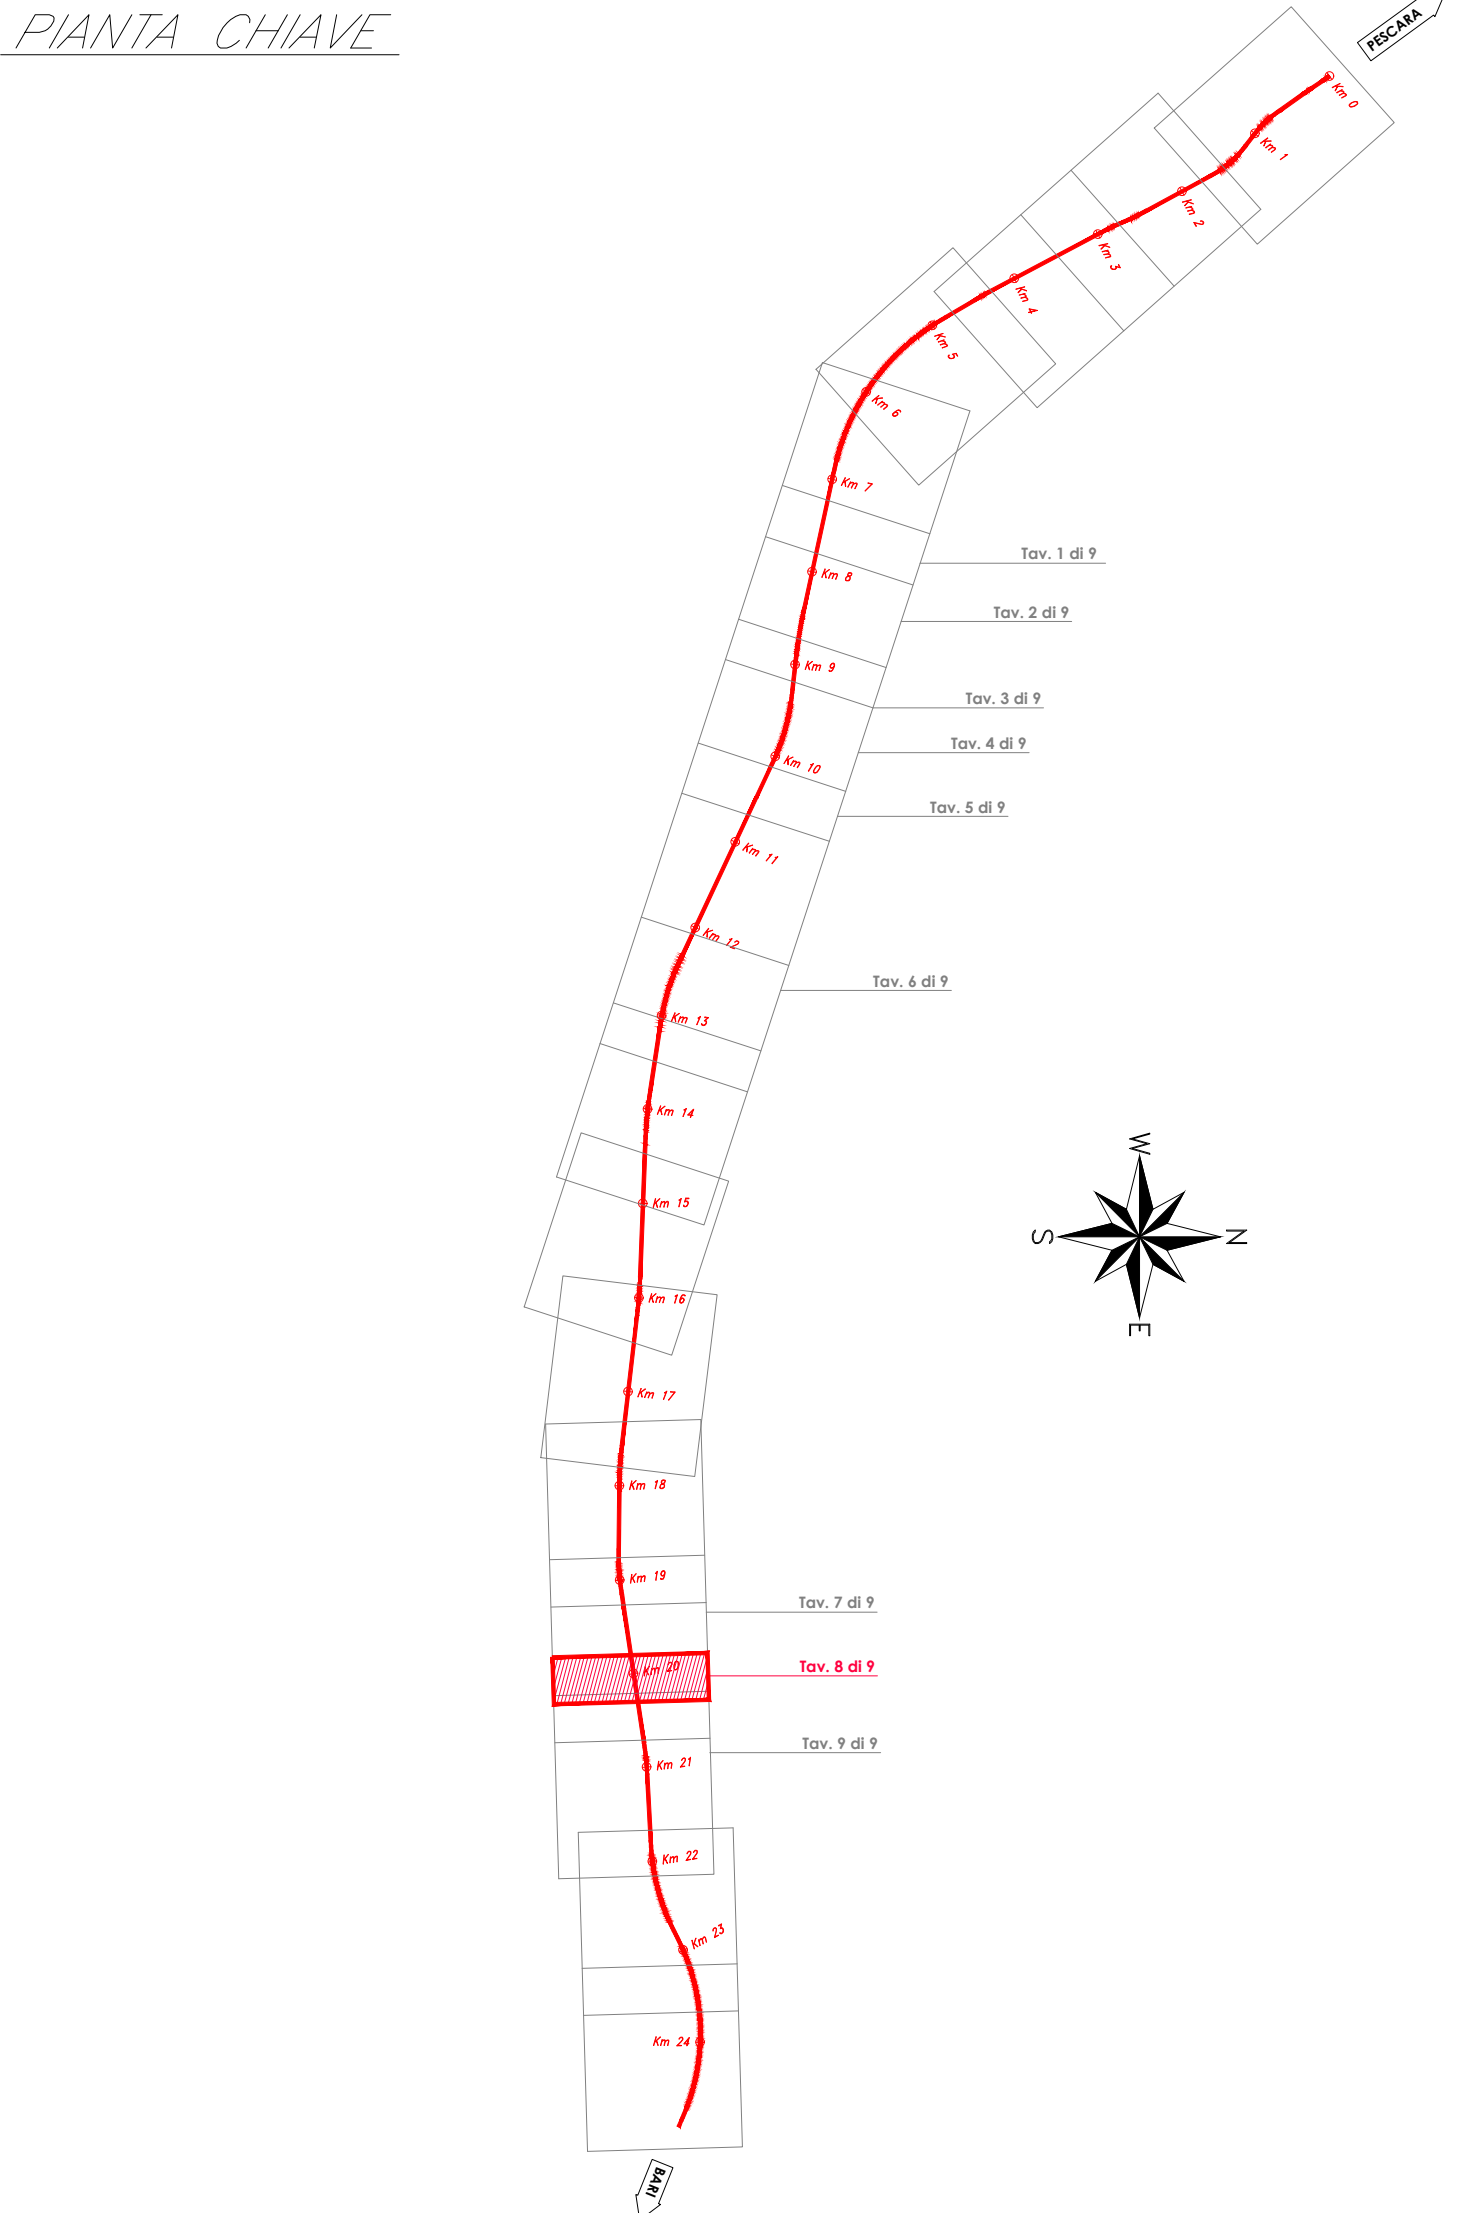 PIANTA CHIAVE
PESCARA
Km 0
Km 1
Km 2
Km 3
Km 4
Km 5
Km 6
Km 7
Tav. 1 di 9
Km 8
Tav. 2 di 9
Km 9
Tav. 3 di 9
Tav. 4 di 9
Km 10
Tav. 5 di 9
Km 11
Km 12
Tav. 6 di 9
Km 13
Km 14
W
Km 15
S
N
Km 16
E
Km 17
Km 18
Km 19
Tav. 7 di 9
Km 20
Tav. 8 di 9
Tav. 9 di 9
Km 21
Km 22
Km 23
Km 24
BARI